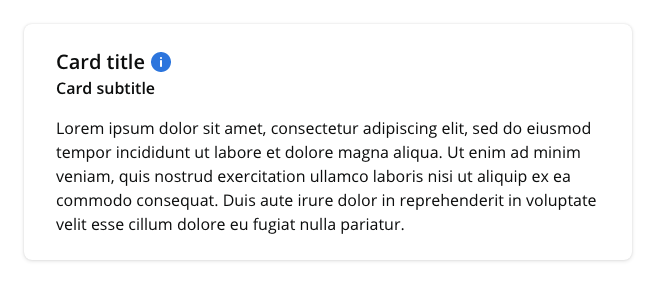 Card title i
Card subtitle
Lorem ipsum dolor sit amet, consectetur adipiscing elit, sed do eiusmod
tempor incididunt ut labore et dolore magna aliqua. Ut enim ad minim
veniam, quis nostrud exercitation ullamco laboris nisi ut aliquip ex ea
commodo consequat. Duis aute irure dolor in reprehenderit in voluptate
velit esse cillum dolore eu fugiat nulla pariatur.